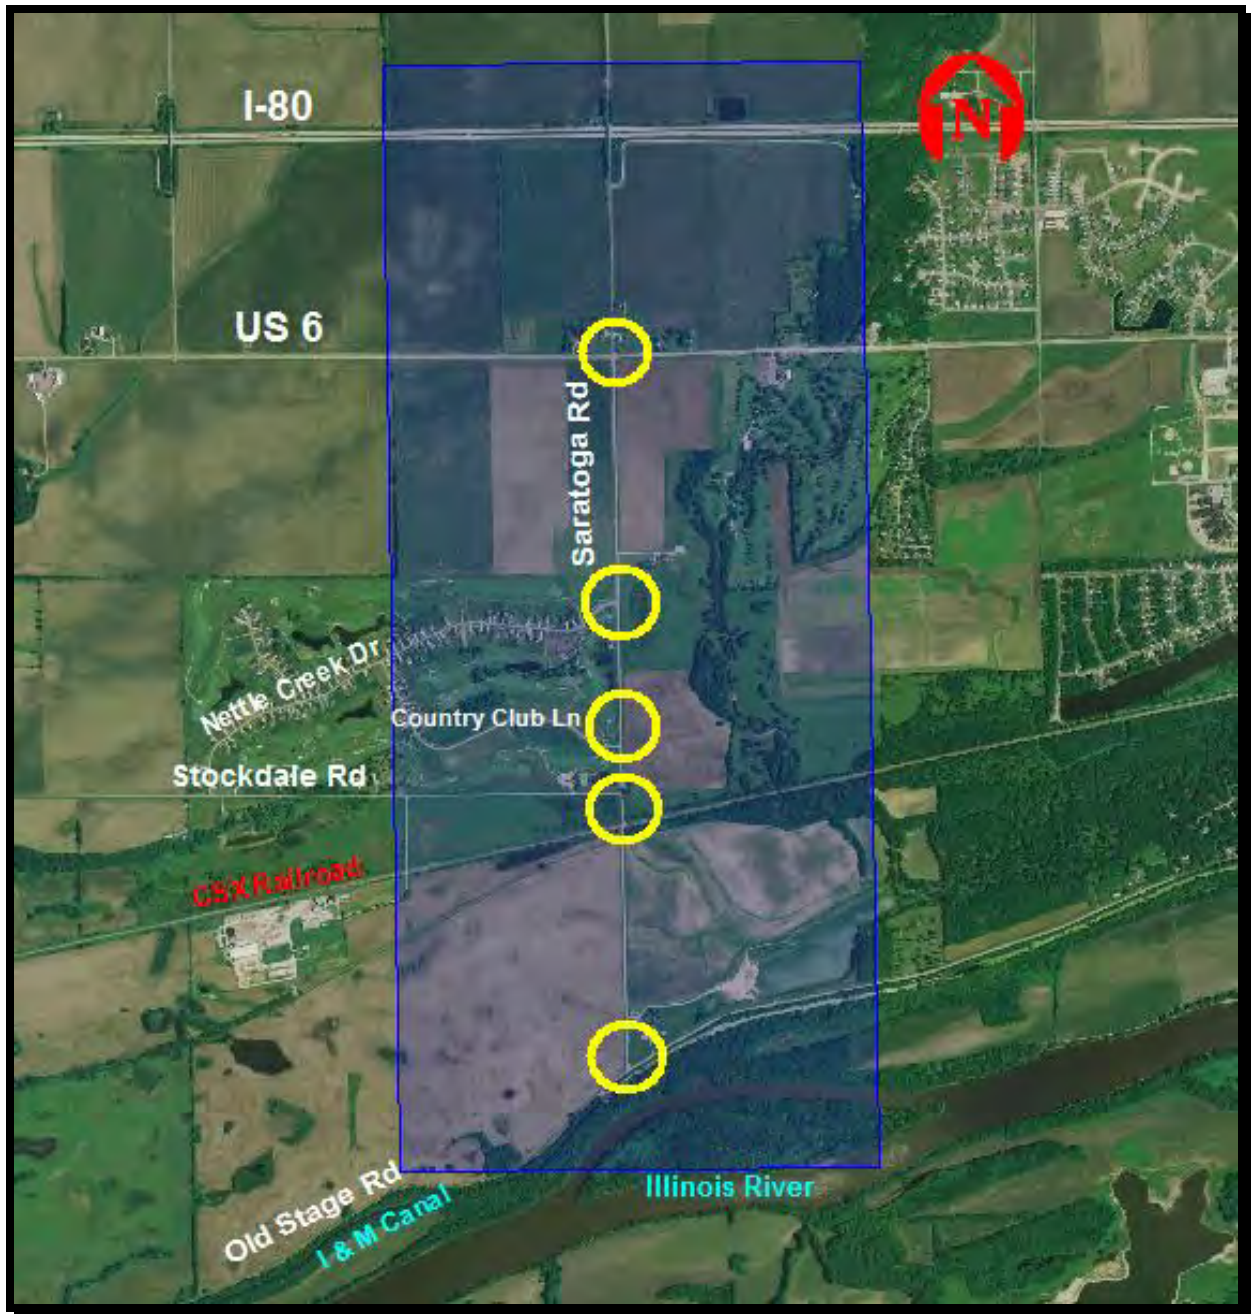 I-80
N
US 6
Saratoga Rd
Nettle Creek Dr
Country Club Ln
Stockdale Rd
CSX Railroad
Old Stage Rd
I & M Canal
Illinois River